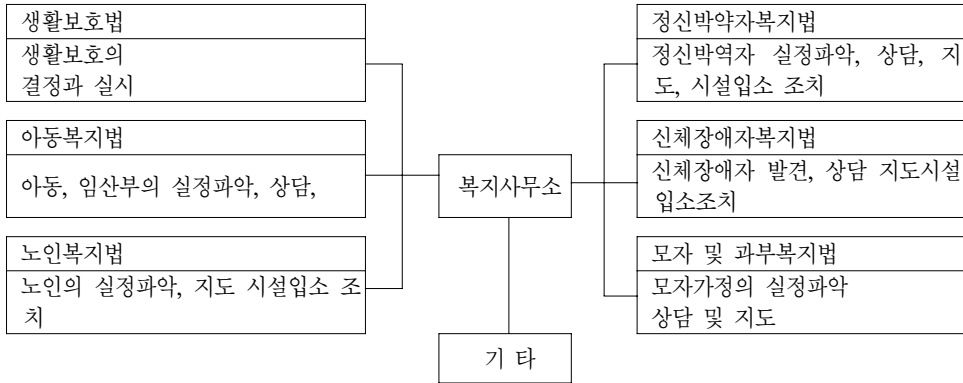 생활보호법
생활보호의
결정과 실시
아동복지법
아동, 임산부의 실정파악, 상담,
노인복지법
노인의 실정파악, 지도 시설입소 조
치
복지사무소
기 타
정신박약자복지법
정신박역자 실정파악, 상담, 지
도, 시설입소 조치
신체장애자복지법
신체장애자 발견, 상담 지도시설
입소조치
모자 및 과부복지법
모자가정의 실정파악
상담 및 지도